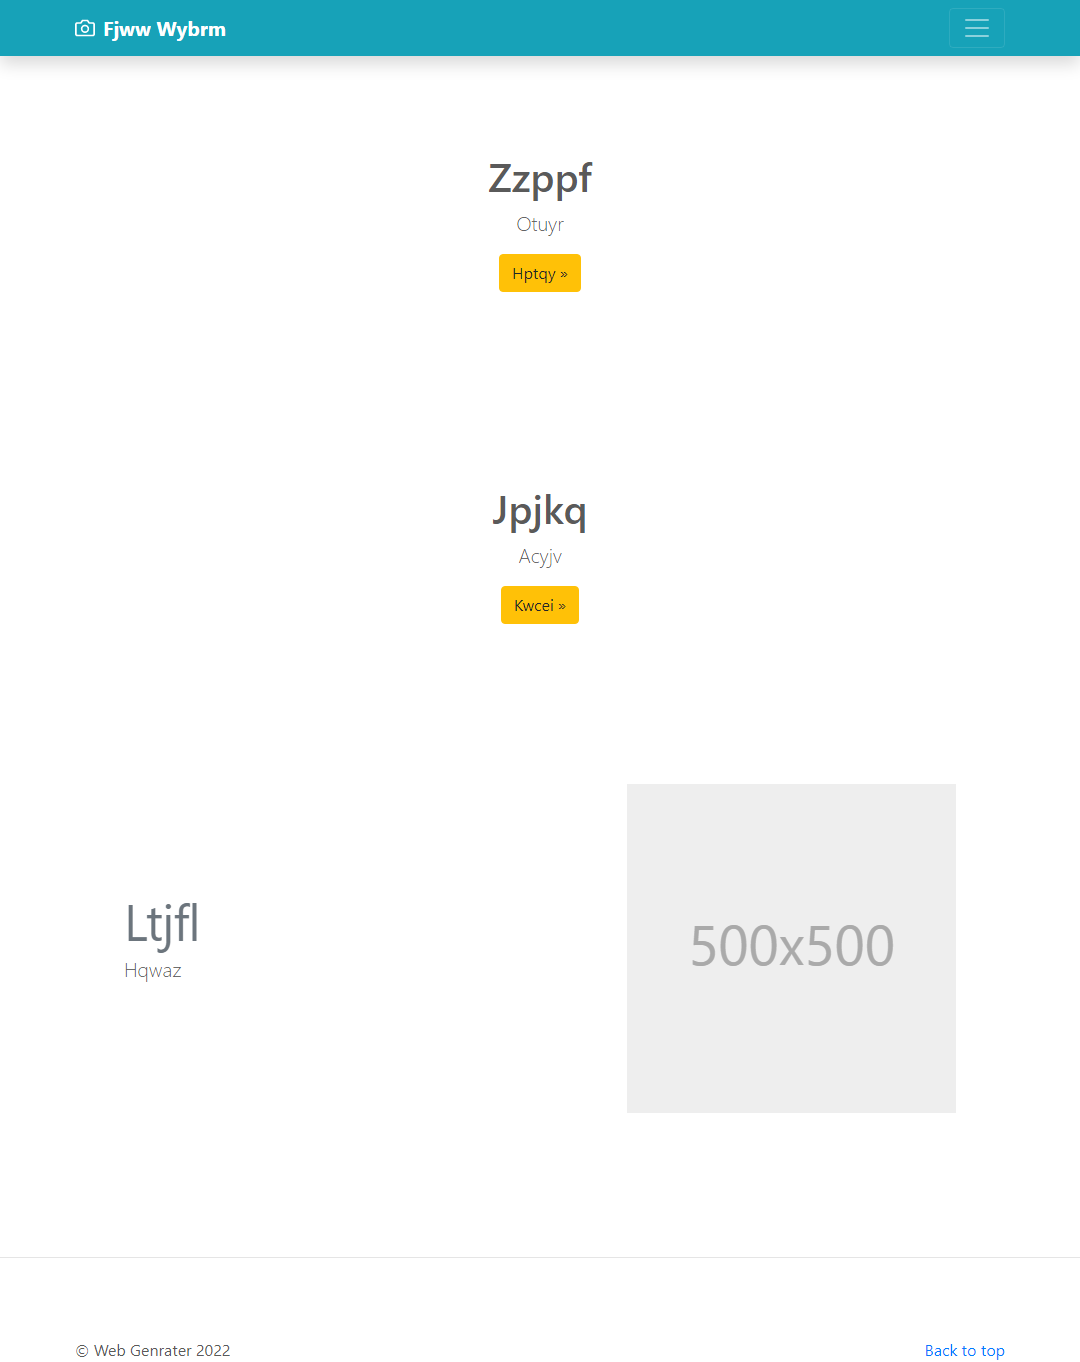 Fjww Wybrm
Zzppf
Otuyr
Hptqy »
Jpjkq
Acyjv
Kwcei »
Ltjfl
Hqwaz
500x500
© Web Genrater 2022
Back to top